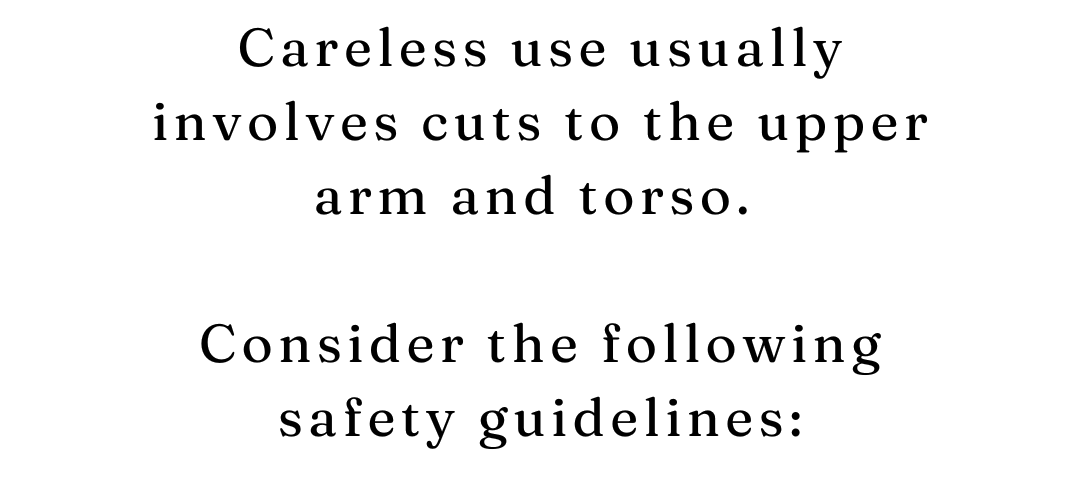 Careless use usually
involves cuts to the upper
arm and torso.
Consider the following
safety guidelines: